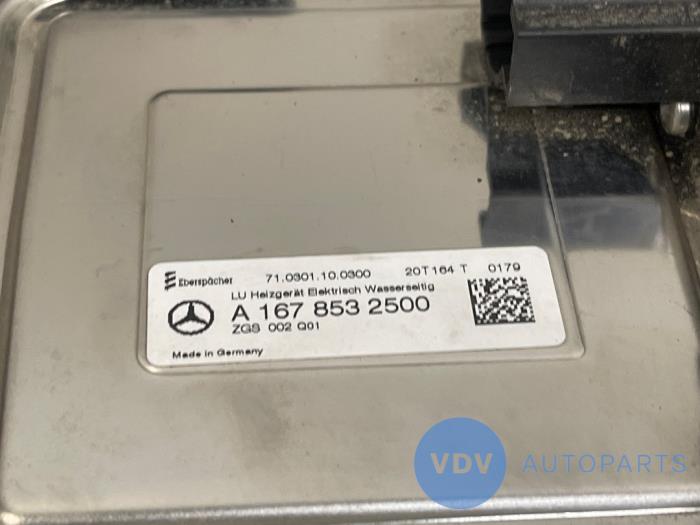 Eberspächer 71.0301.10.0300 20T164 T 0179
LU Heizgerät Elektrisch Wasserseitig
A 167 853 2500
ZGS 002 Q01
Made in Germany
VDV AUTOPARTS